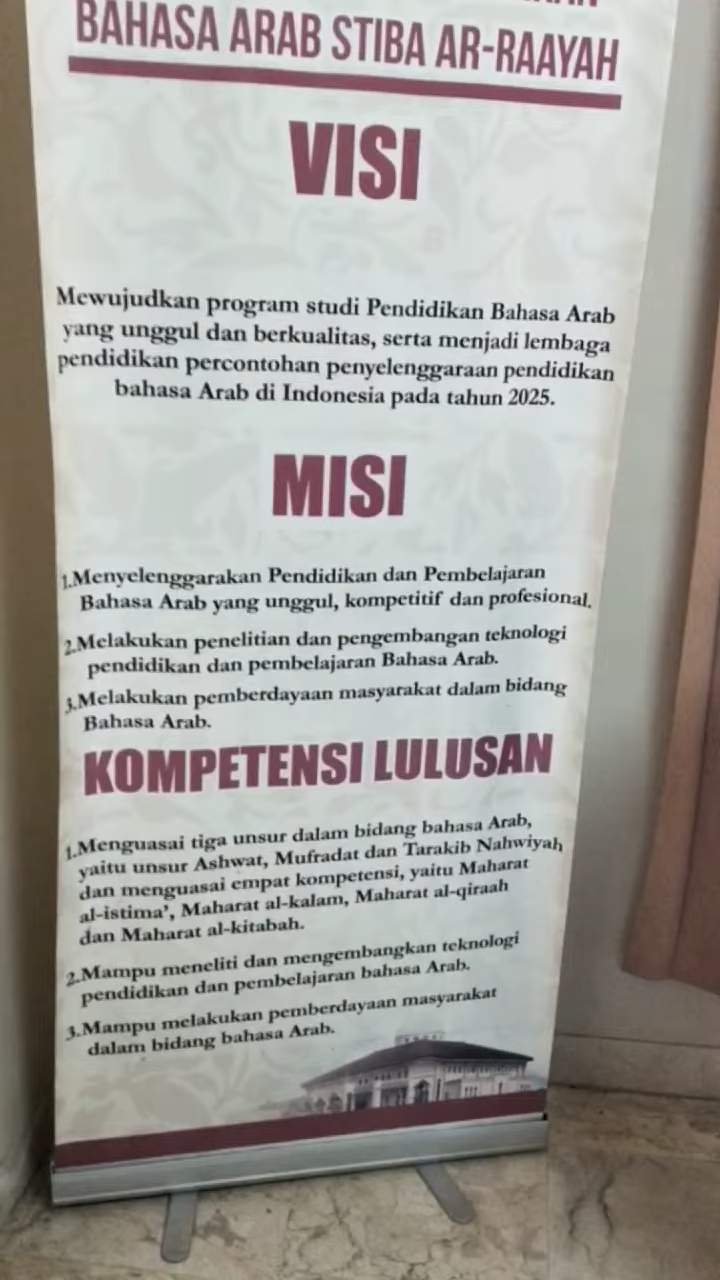 BAHASA ARAB STIBA AR-RAAYAH
VISI
Mewujudkan program studi Pendidikan Bahasa Arab
yang unggul dan berkualitas, serta menjadi lembaga
pendidikan percontohan penyelenggaraan pendidikan
bahasa Arab di Indonesia pada tahun 2025.
MISI
1.Menyelenggarakan Pendidikan dan Pembelajaran
Bahasa Arab yang unggul, kompetitif dan profesional.
2.Melakukan penelitian dan pengembangan teknologi
pendidikan dan pembelajaran Bahasa Arab.
3.Melakukan pemberdayaan masyarakat dalam bidang
Bahasa Arab.
KOMPETENSI LULUSAN
1.Menguasai tiga unsur dalam bidang bahasa Arab,
yaitu unsur Ashwat, Mufradat dan Tarakib Nahwiyah
dan menguasai empat kompetensi, yaitu Maharat
al-istima', Maharat al-kalam, Maharat al-qiraah
dan Maharat al-kitabah.
2.Mampu meneliti dan mengembangkan teknologi
pendidikan dan pembelajaran bahasa Arab.
3.Mampu melakukan pemberdayaan masyarakat
dalam bidang bahasa Arab.